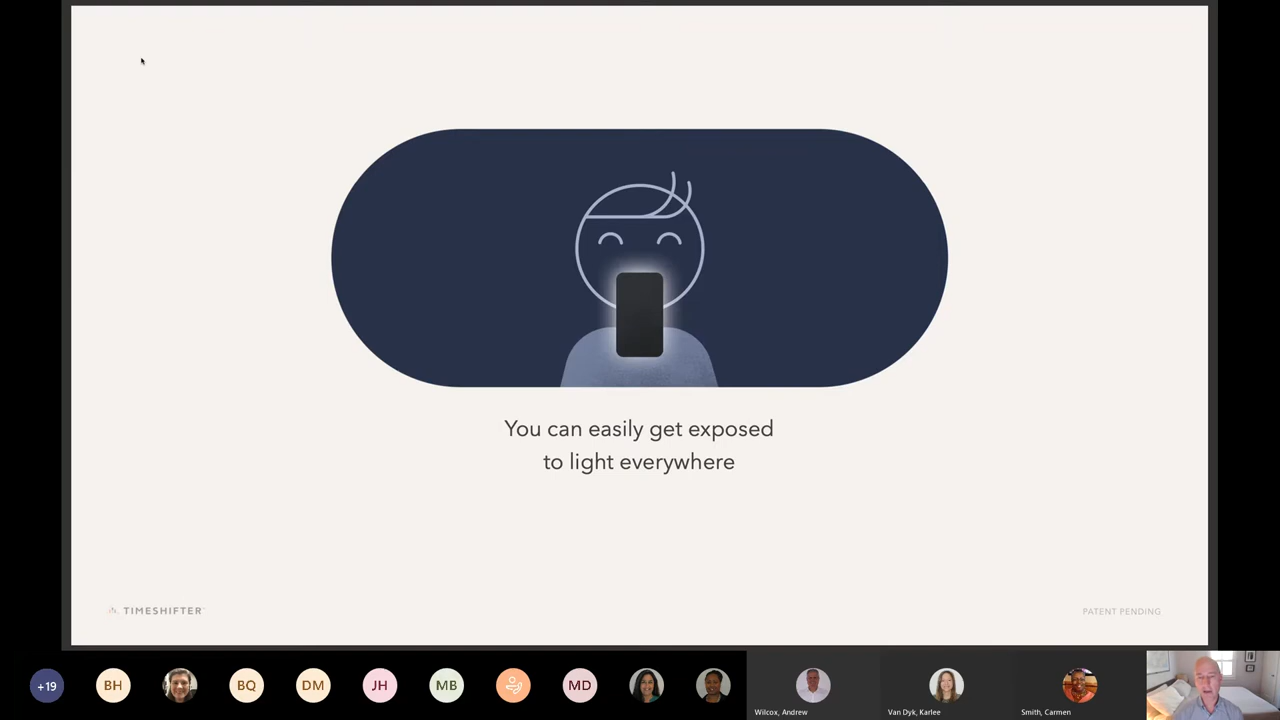 You can easily get exposed
to light everywhere
TIMESHIFTER
PATENT PENDING
+19
BH
BQ
DM
JH
MB
MD
Wilcox, Andrew
Van Dyk, Karlee
Smith, Carmen